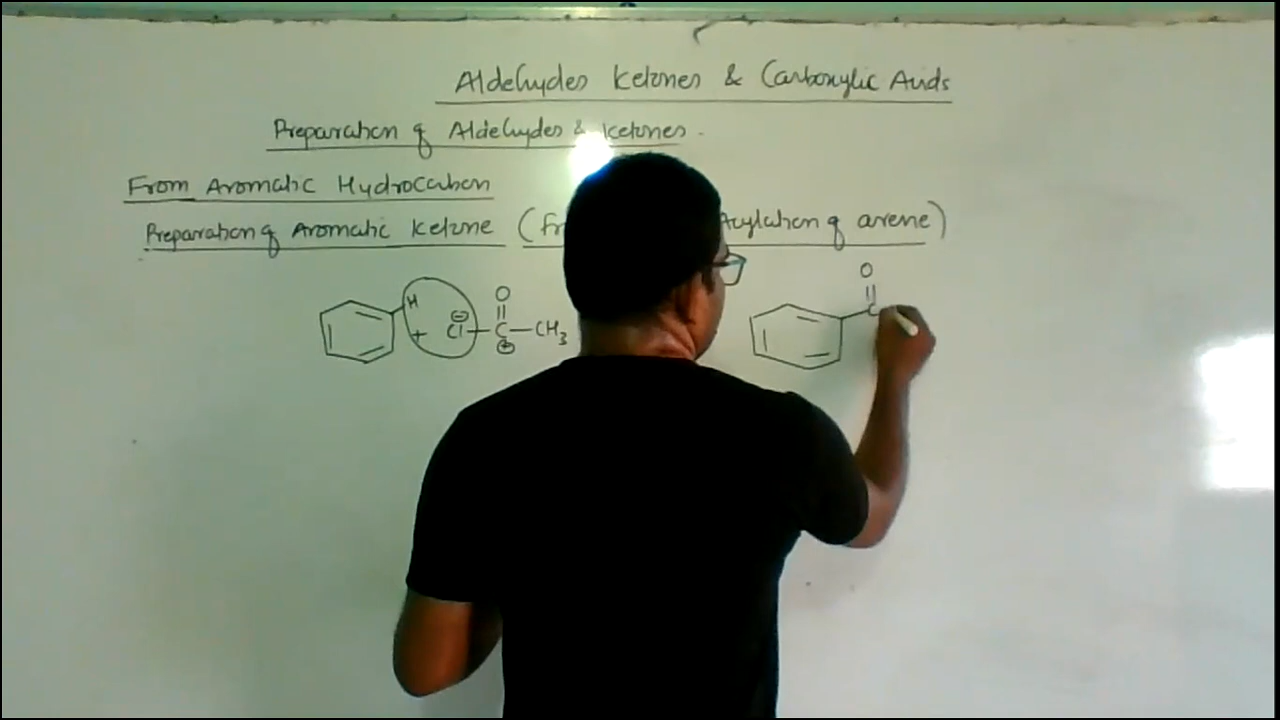 Aldehydes Ketones & Carboxylic Acids
Preparation of Aldehydes & Ketones.
From Aromatic Hydrocarbon
Preparation of Aromatic Ketone ( Acylation of arene)
O O
H
+ Cl — C — CH3 C
⊖ ⊕